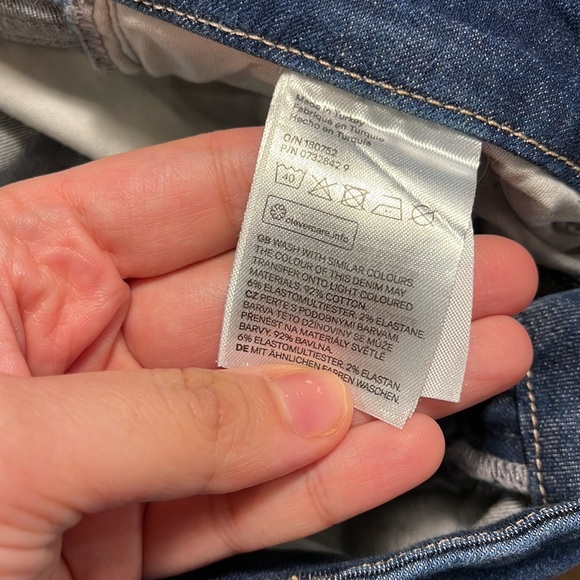 Made in Turkey
Fabriqué en Turquie
Hecho en Turquía
O/N 180752
P/N 0732842 9
40
clevercare.info
GB WASH WITH SIMILAR COLOURS.
THE COLOUR OF THIS DENIM MAY
TRANSFER ONTO LIGHT COLOURED
MATERIALS. 92% COTTON.
6% ELASTOMULTIESTER. 2% ELASTANE.
CZ PERTE S PODOBNÝMI BARVAMI.
BARVA TÉTO DŽÍNOVINY SE MŮŽE
PŘENÉST NA MATERIÁLY SVĚTLÉ
BARVY. 92% BAVLNA.
6% ELASTOMULTIESTER. 2% ELASTAN.
DE MIT ÄHNLICHEN FARBEN WASCHEN.